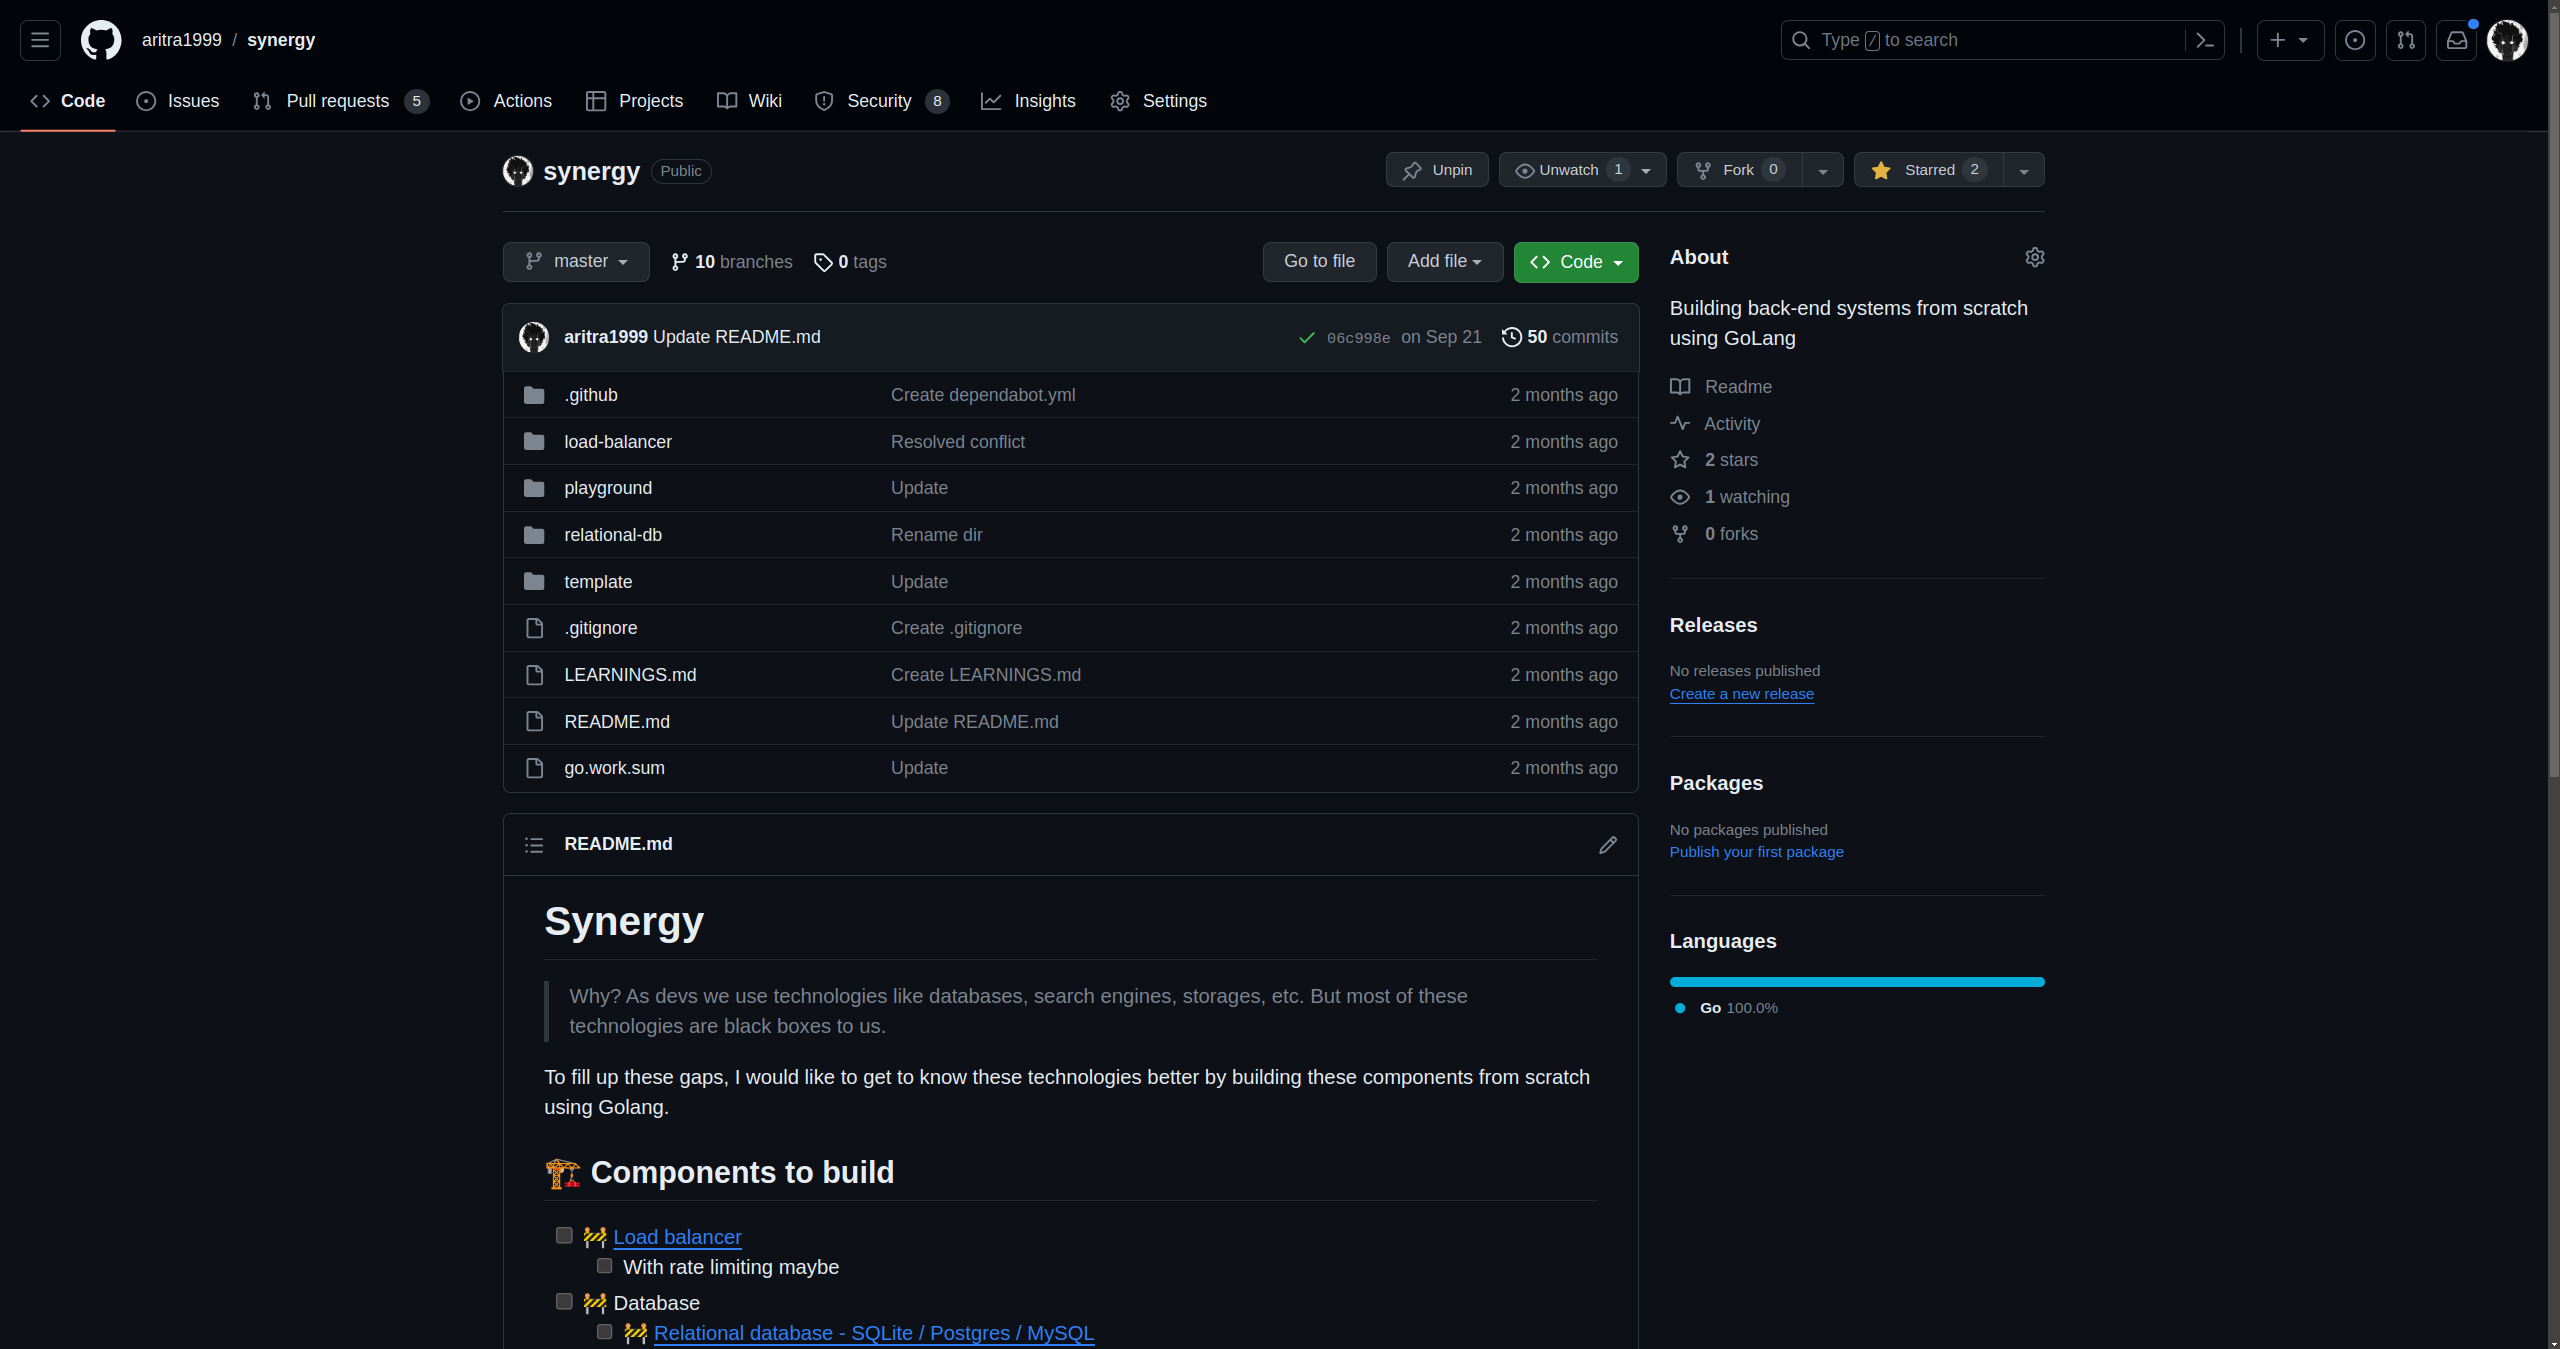 aritra1999 / synergy
Type / to search
Code
Issues
Pull requests 5
Actions
Projects
Wiki
Security 8
Insights
Settings
synergy Public
Unpin
Unwatch 1
Fork 0
Starred 2
master
10 branches
0 tags
Go to file
Add file
Code
aritra1999 Update README.md
06c998e on Sep 21
50 commits
.github Create dependabot.yml 2 months ago
load-balancer Resolved conflict 2 months ago
playground Update 2 months ago
relational-db Rename dir 2 months ago
template Update 2 months ago
.gitignore Create .gitignore 2 months ago
LEARNINGS.md Create LEARNINGS.md 2 months ago
README.md Update README.md 2 months ago
go.work.sum Update 2 months ago
README.md
Synergy
Why? As devs we use technologies like databases, search engines, storages, etc. But most of these
technologies are black boxes to us.
To fill up these gaps, I would like to get to know these technologies better by building these components from scratch
using Golang.
🏗️ Components to build
🚧 Load balancer
With rate limiting maybe
🚧 Database
🚧 Relational database - SQLite / Postgres / MySQL
About
Building back-end systems from scratch
using GoLang
Readme
Activity
2 stars
1 watching
0 forks
Releases
No releases published
Create a new release
Packages
No packages published
Publish your first package
Languages
Go 100.0%